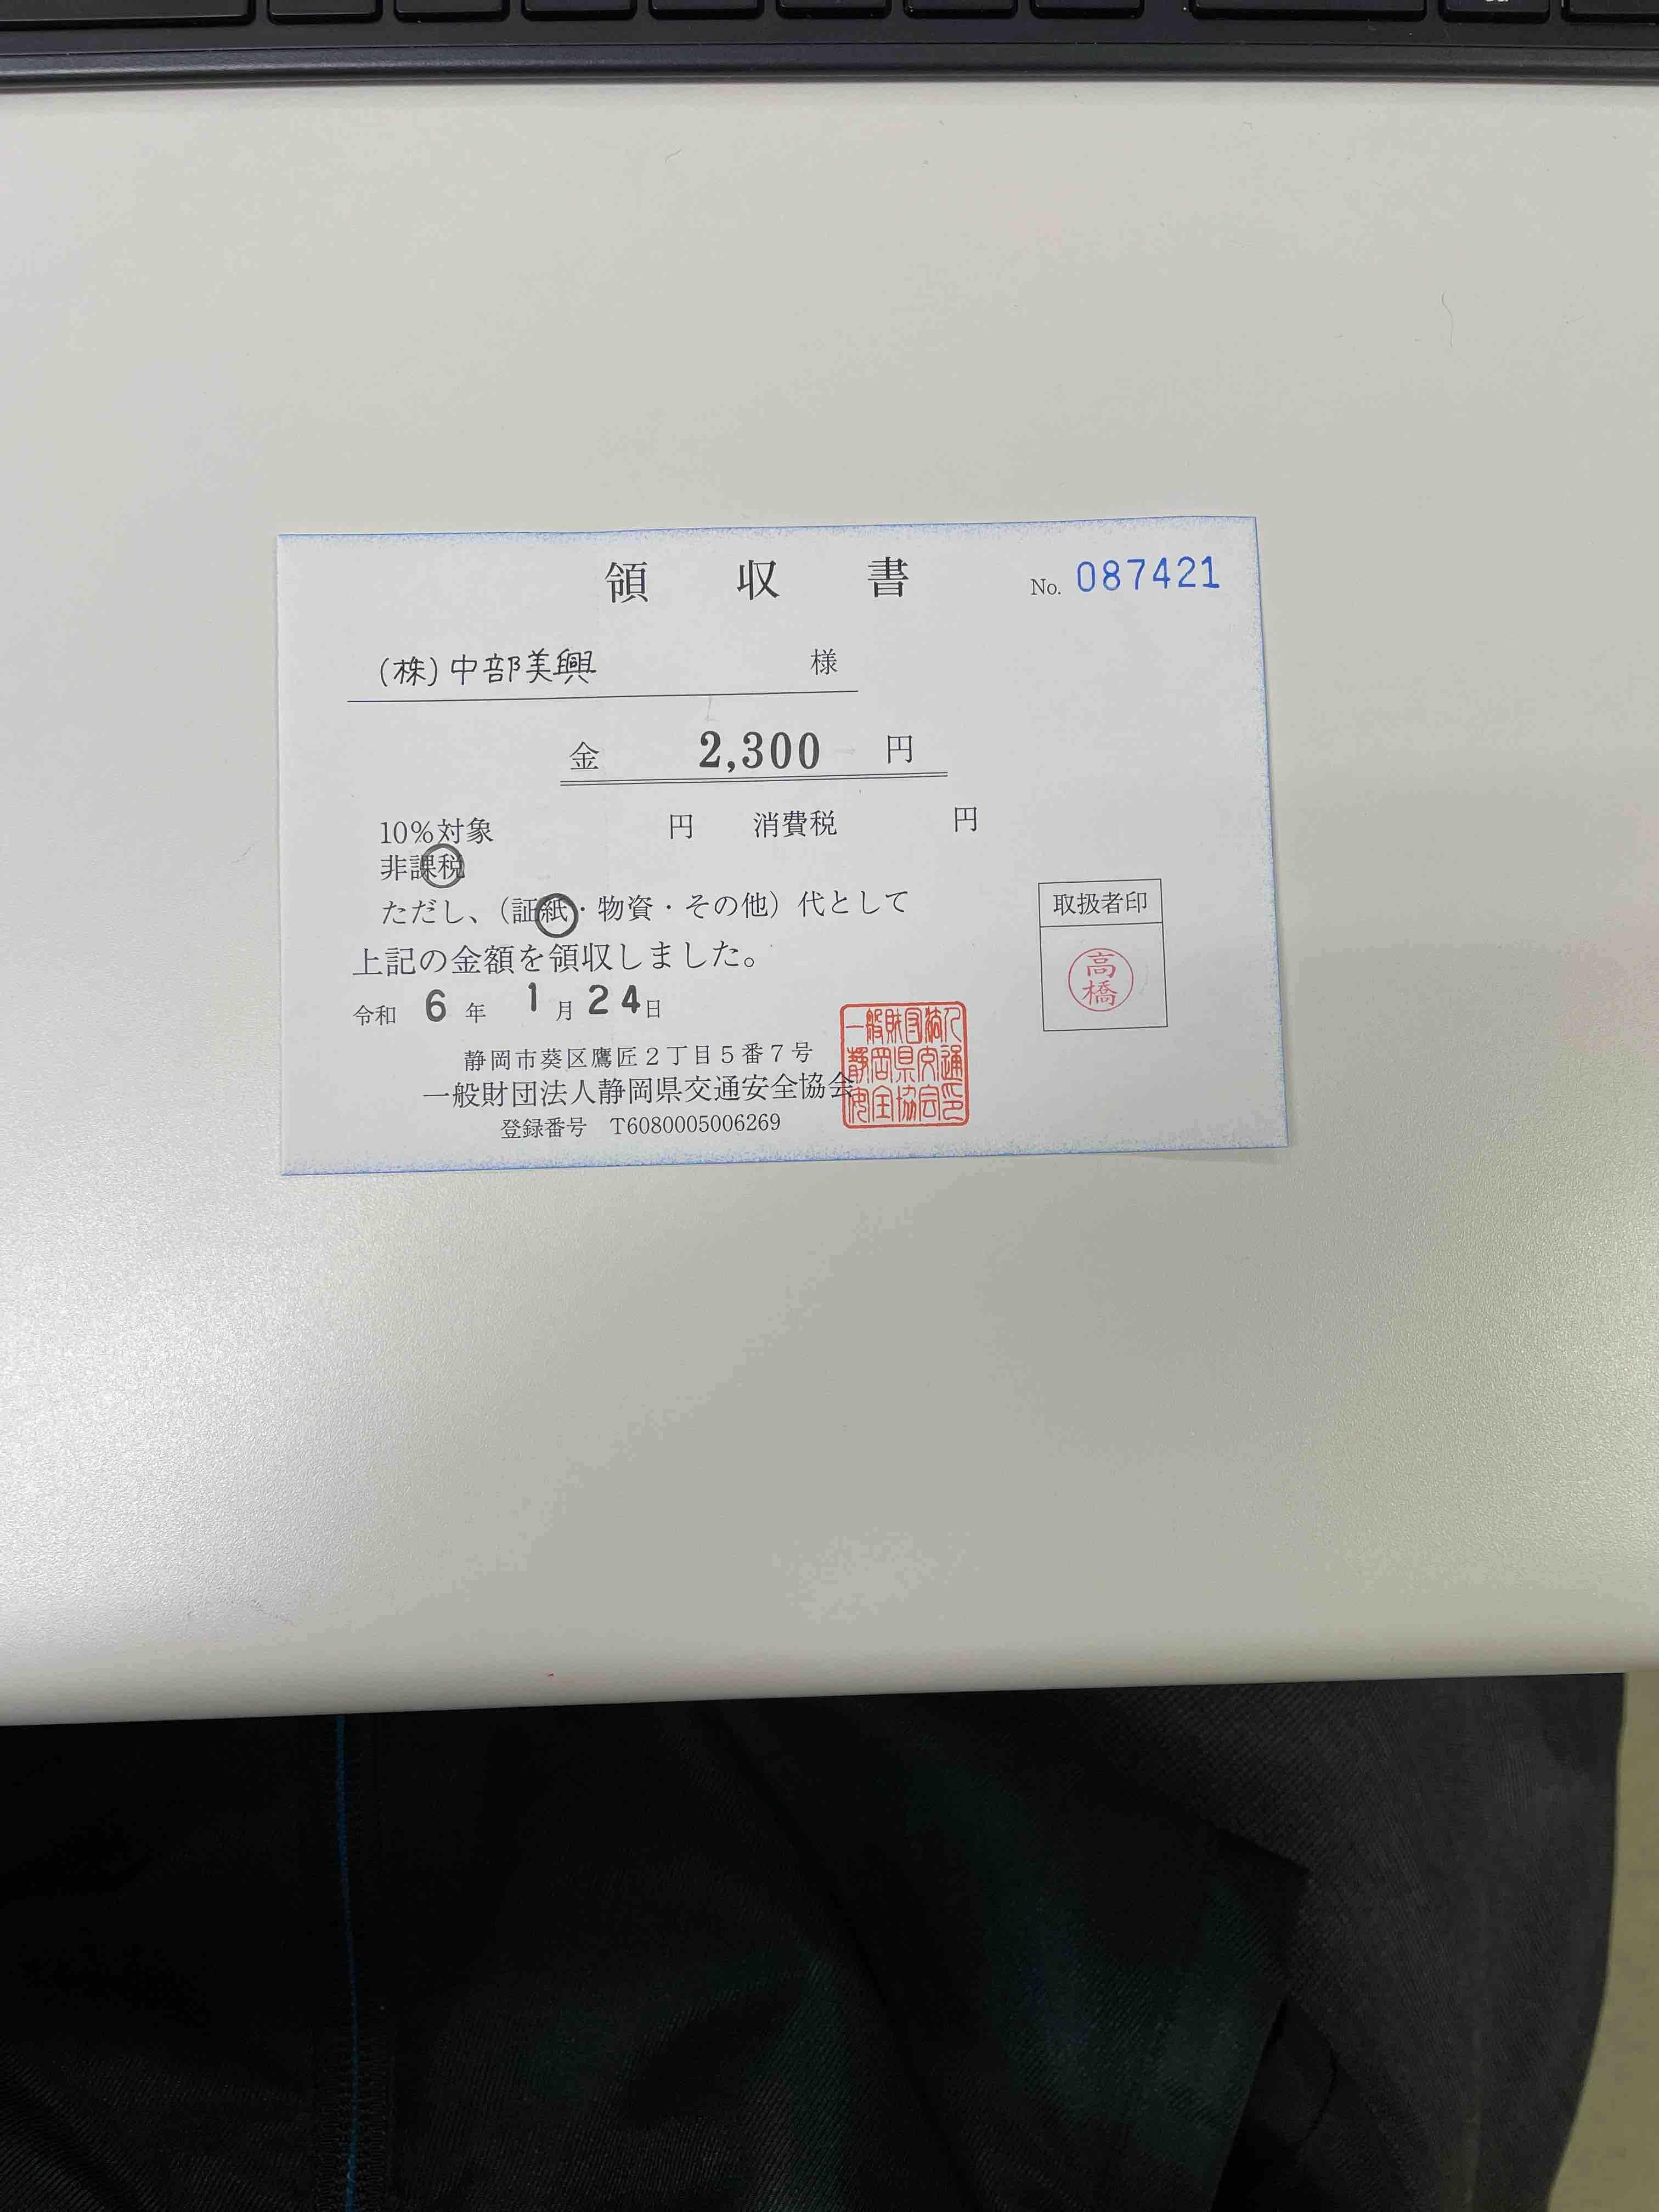 領収書 No. 087421
(株)中部美興 様
金 2,300 円
10%対象 円 消費税 円
非課税
ただし、（証紙・物資・その他）代として
上記の金額を領収しました。
取扱者印
高橋
令和 6 年 1 月 24 日
静岡市葵区鷹匠２丁目５番７号
一般財団法人静岡県交通安全協会
登録番号 T6080005006269